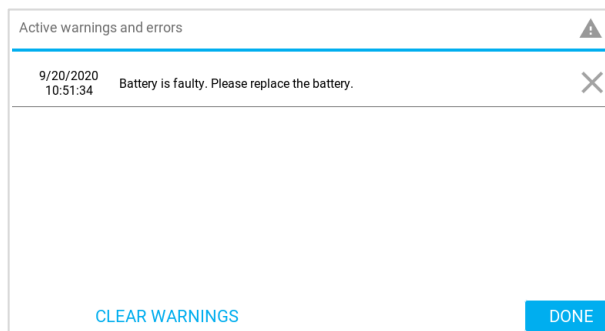 Active warnings and errors
9/20/2020
10:51:34
Battery is faulty. Please replace the battery.
CLEAR WARNINGS
DONE